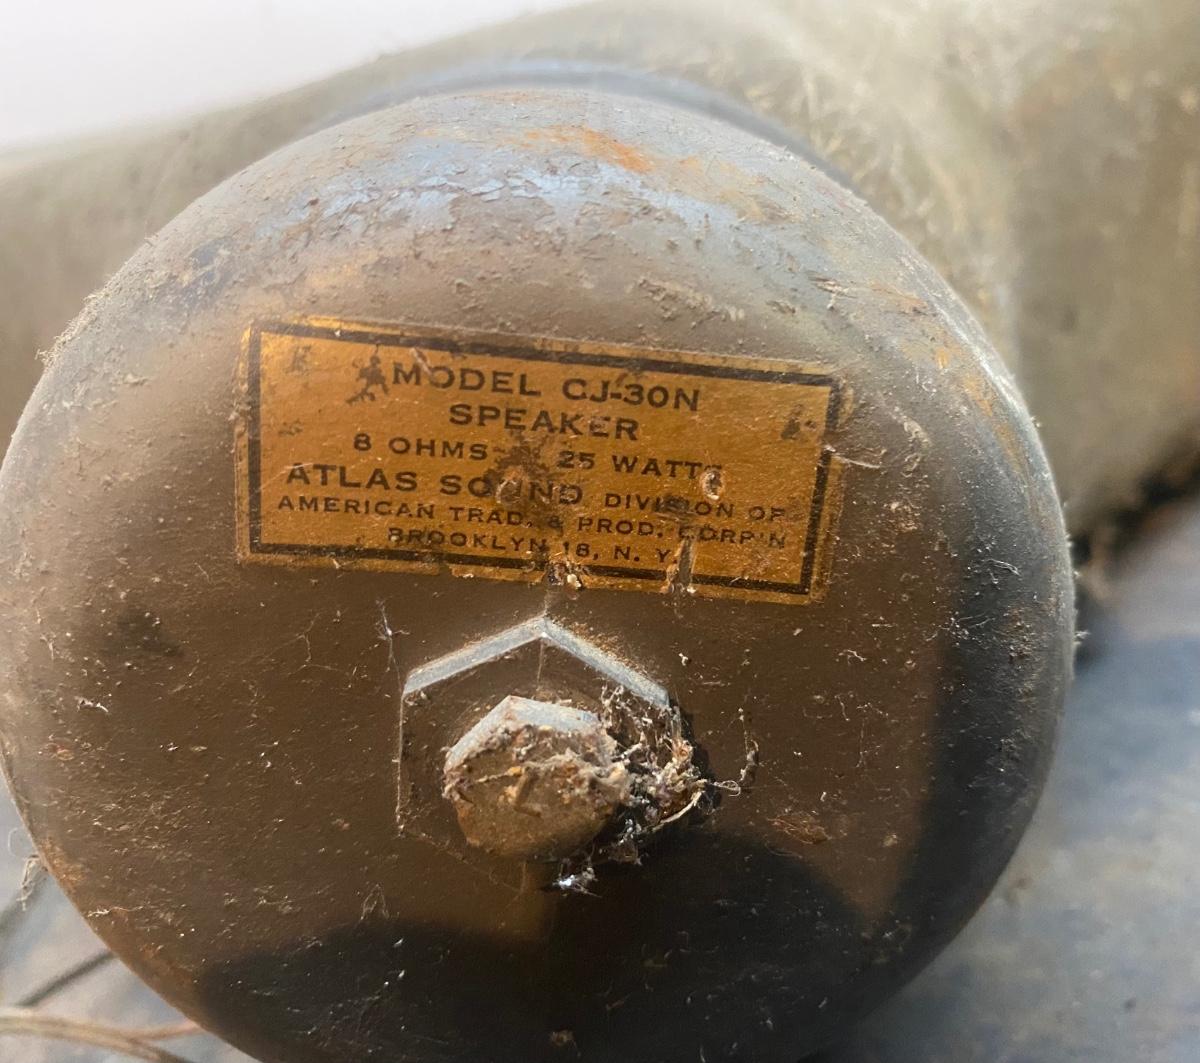 MODEL CJ-30N
SPEAKER
8 OHMS 25 WATTS
ATLAS SOUND DIVISION OF
AMERICAN TRAD. & PROD. CORP'N
BROOKLYN 18, N. Y.